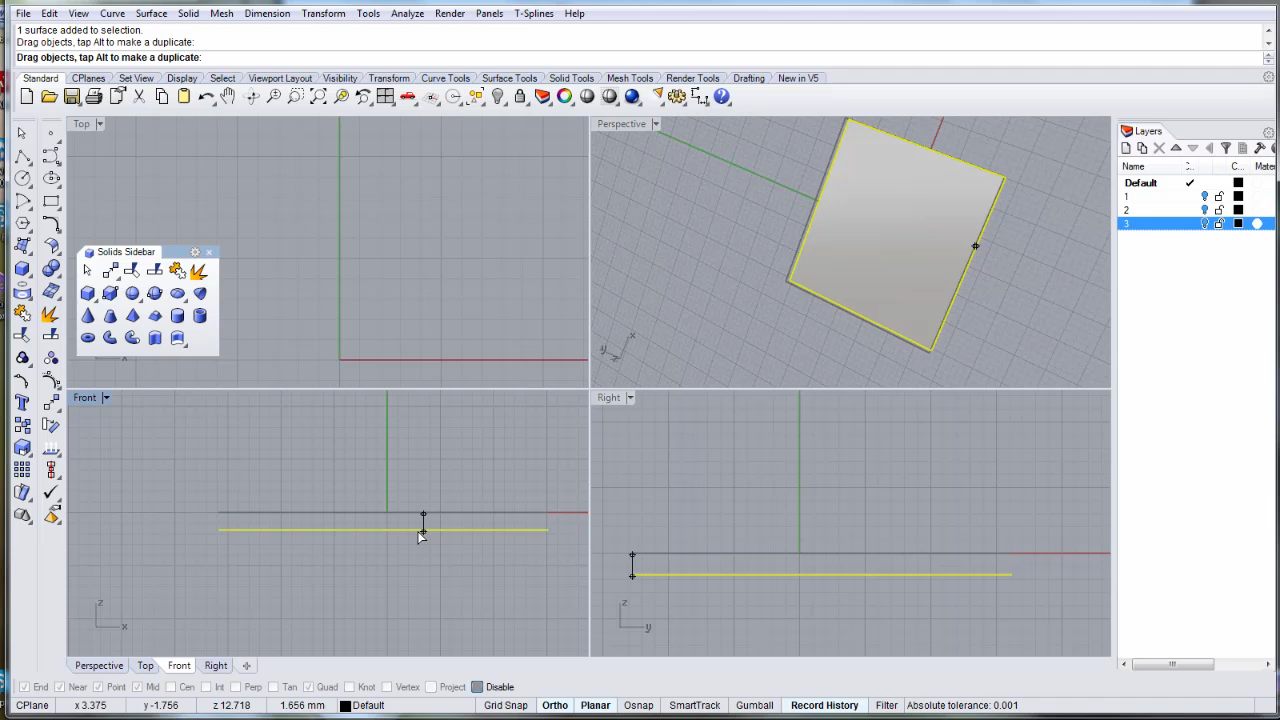 File Edit View Curve Surface Solid Mesh Dimension Transform Tools Analyze Render Panels T-Splines Help
1 surface added to selection.
Drag objects, tap Alt to make a duplicate:
Drag objects, tap Alt to make a duplicate:
Standard CPlanes Set View Display Select Viewport Layout Visibility Transform Curve Tools Surface Tools Solid Tools Mesh Tools Render Tools Drafting New in V5
Top
Perspective
Layers
Name C... Mater
Default
1
2
3
Solids Sidebar
x
x
y
z
Front
Right
z
x
z
y
Perspective Top Front Right
End Near Point Mid Cen Int Perp Tan Quad Knot Vertex Project Disable
CPlane x 3.375 y -1.756 z 12.718 1.656 mm Default Grid Snap Ortho Planar Osnap SmartTrack Gumball Record History Filter Absolute tolerance: 0.001